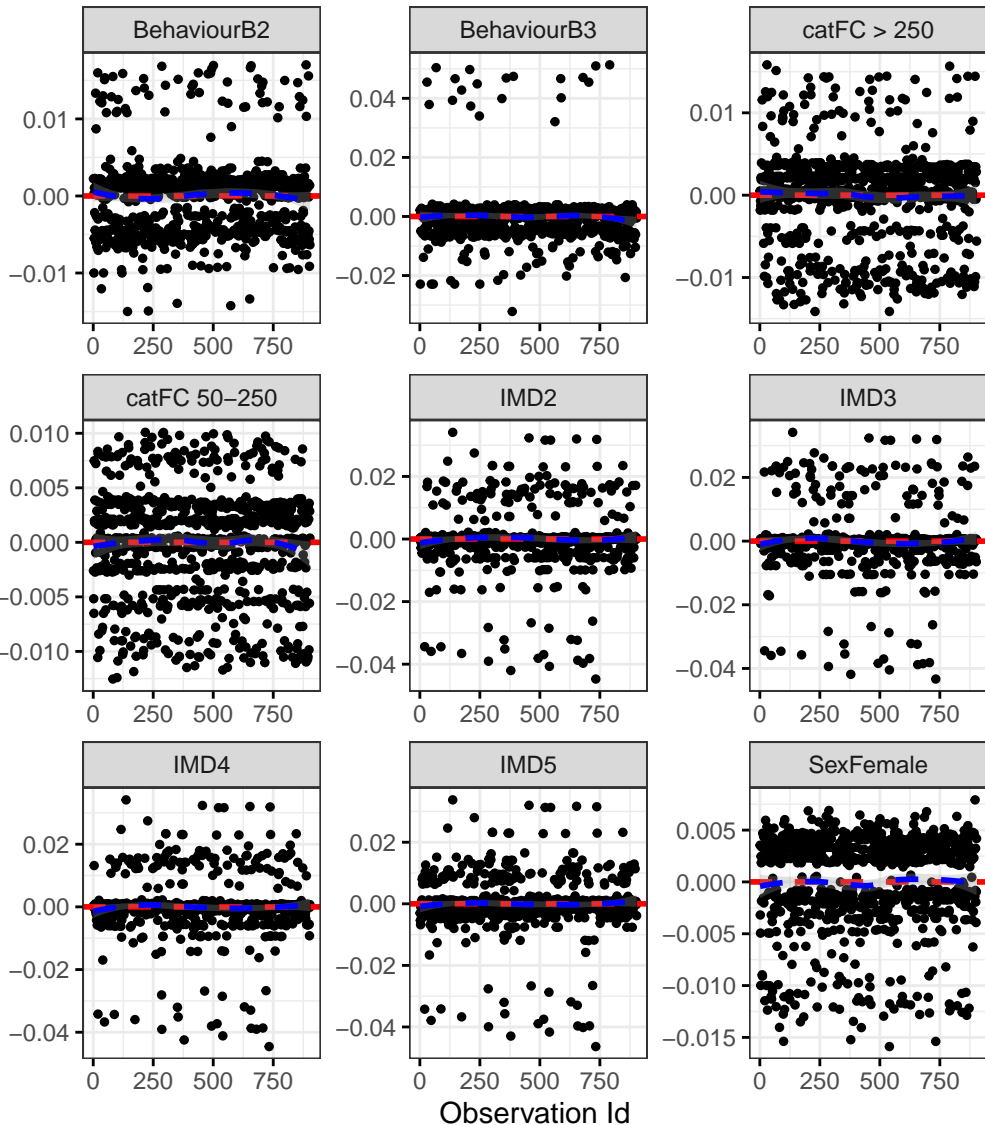 BehaviourB2 BehaviourB3 catFC > 250
0.01 0.00 −0.01
0.04 0.02 0.00 −0.02
0.01 0.00 −0.01
0 250 500 750 0 250 500 750 0 250 500 750
catFC 50−250 IMD2 IMD3
0.010 0.005 0.000 −0.005 −0.010
0.02 0.00 −0.02 −0.04
0.02 0.00 −0.02 −0.04
0 250 500 750 0 250 500 750 0 250 500 750
IMD4 IMD5 SexFemale
0.02 0.00 −0.02 −0.04
0.02 0.00 −0.02 −0.04
0.005 0.000 −0.005 −0.010 −0.015
0 250 500 750 0 250 500 750 0 250 500 750
Observation Id